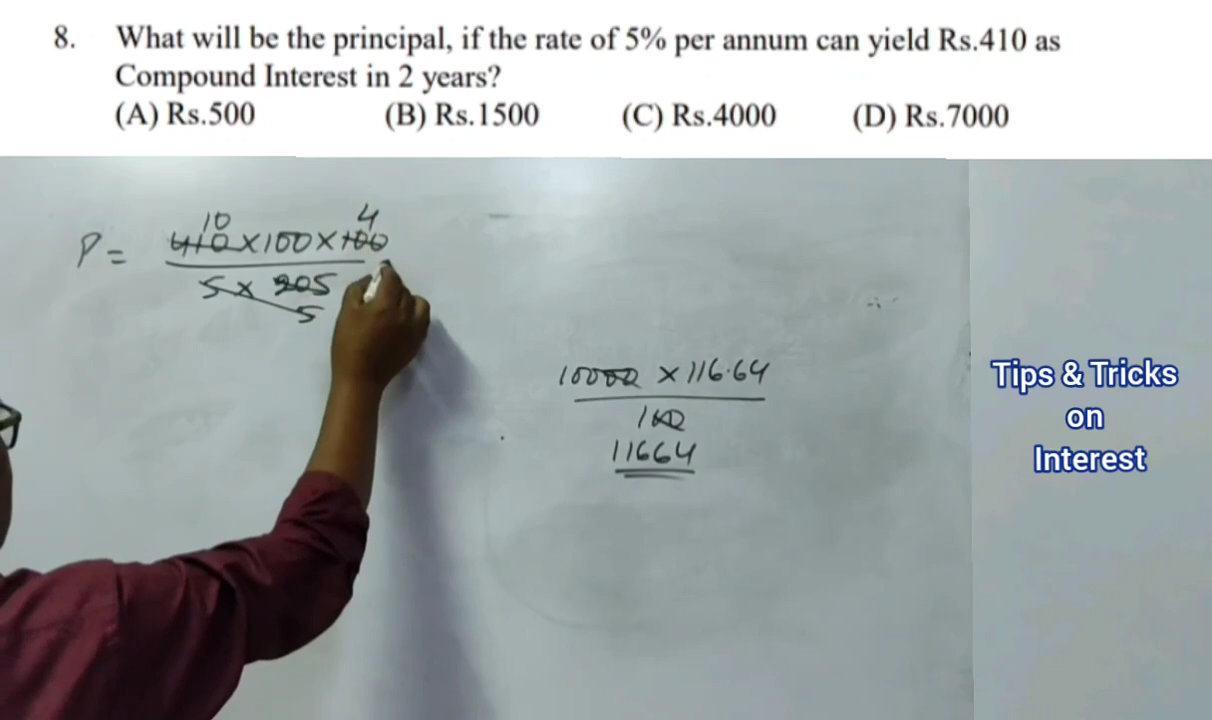 8. What will be the principal, if the rate of 5% per annum can yield Rs.410 as
Compound Interest in 2 years?
(A) Rs.500 (B) Rs.1500 (C) Rs.4000 (D) Rs.7000
10 4
P = 410×100×100
5× 205
5
10000 × 116.64
100
11664
Tips & Tricks
on
Interest